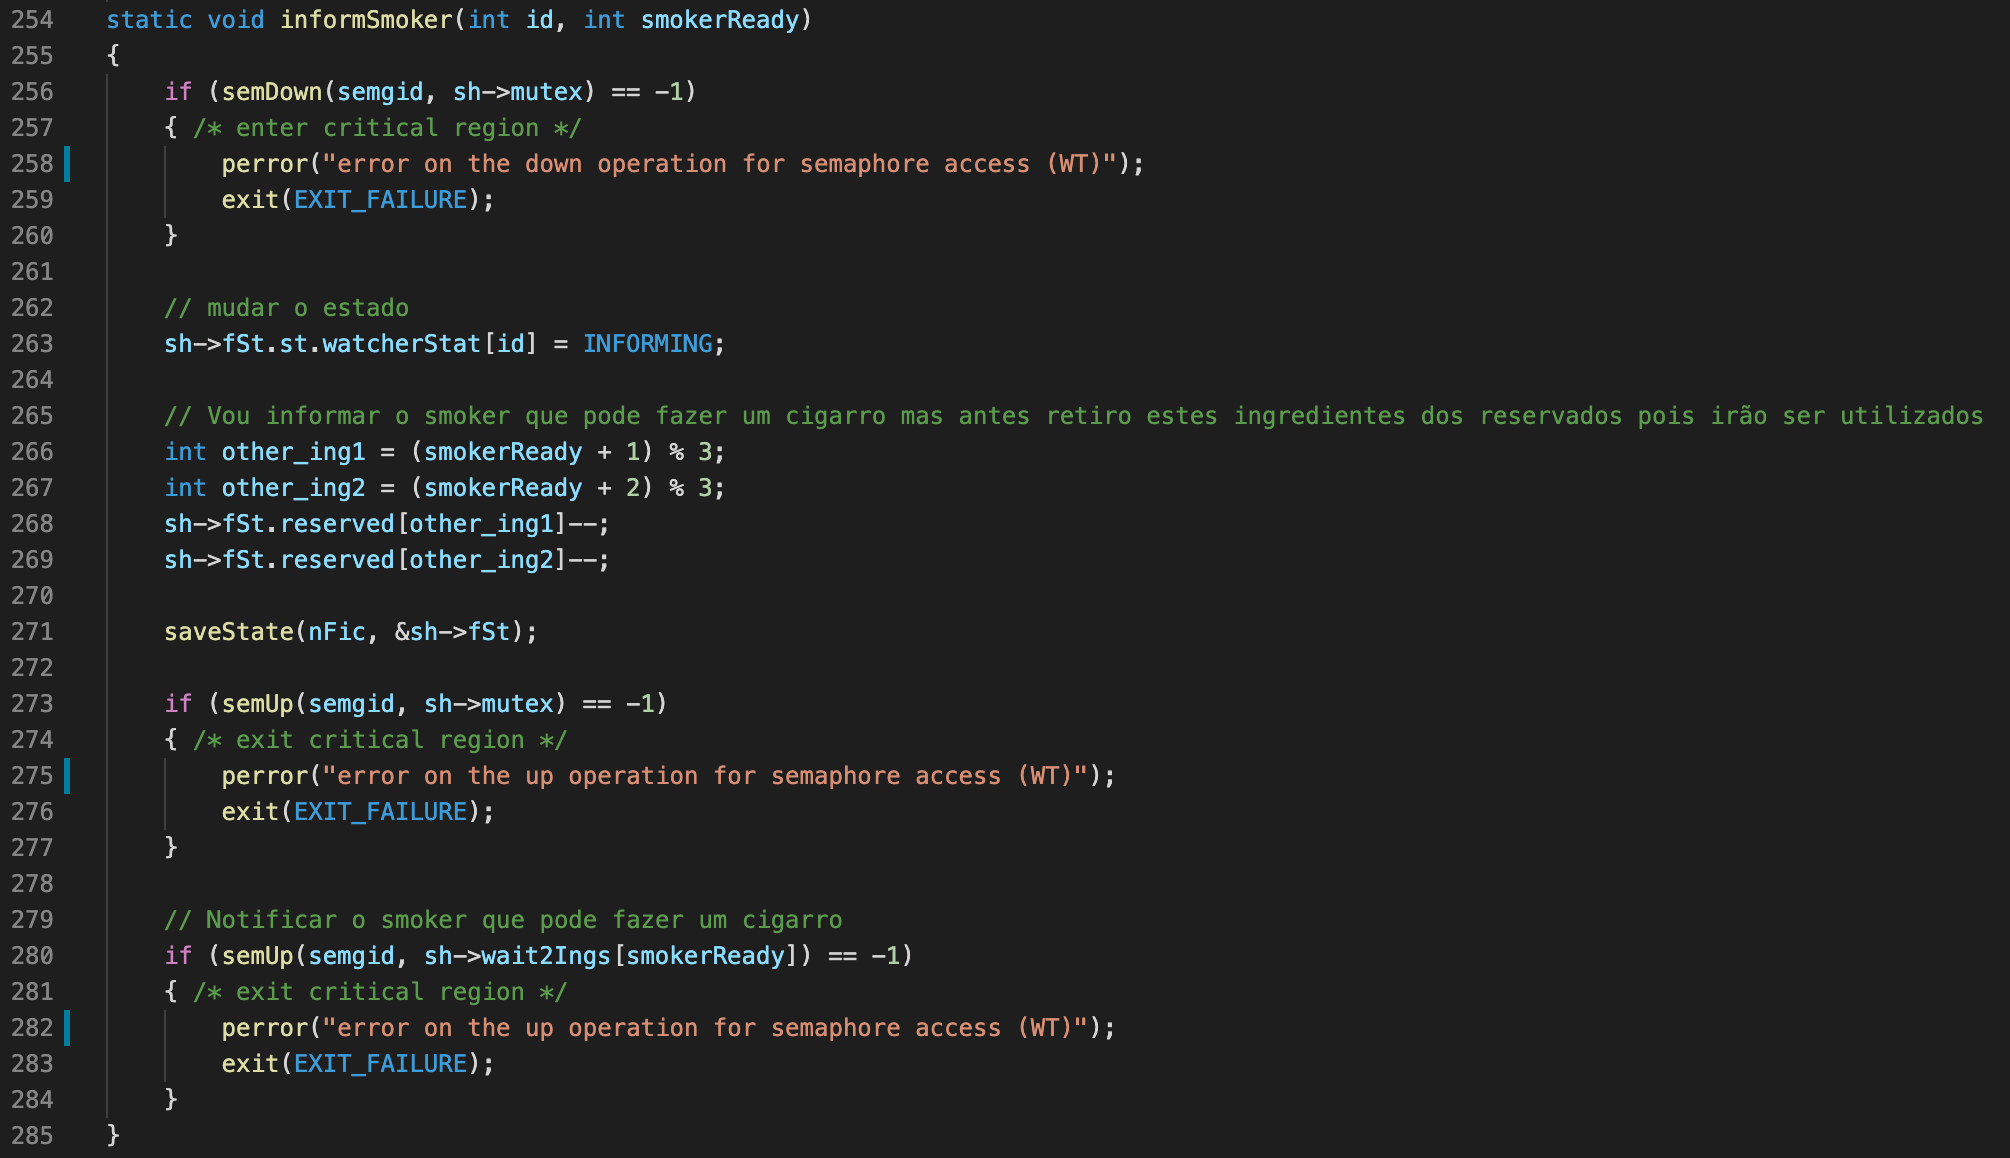 254 static void informSmoker(int id, int smokerReady)
255 {
256 if (semDown(semgid, sh->mutex) == -1)
257 { /* enter critical region */
258 perror("error on the down operation for semaphore access (WT)");
259 exit(EXIT_FAILURE);
260 }
261
262 // mudar o estado
263 sh->fSt.st.watcherStat[id] = INFORMING;
264
265 // Vou informar o smoker que pode fazer um cigarro mas antes retiro estes ingredientes dos reservados pois irão ser utilizados
266 int other_ing1 = (smokerReady + 1) % 3;
267 int other_ing2 = (smokerReady + 2) % 3;
268 sh->fSt.reserved[other_ing1]--;
269 sh->fSt.reserved[other_ing2]--;
270
271 saveState(nFic, &sh->fSt);
272
273 if (semUp(semgid, sh->mutex) == -1)
274 { /* exit critical region */
275 perror("error on the up operation for semaphore access (WT)");
276 exit(EXIT_FAILURE);
277 }
278
279 // Notificar o smoker que pode fazer um cigarro
280 if (semUp(semgid, sh->wait2Ings[smokerReady]) == -1)
281 { /* exit critical region */
282 perror("error on the up operation for semaphore access (WT)");
283 exit(EXIT_FAILURE);
284 }
285 }